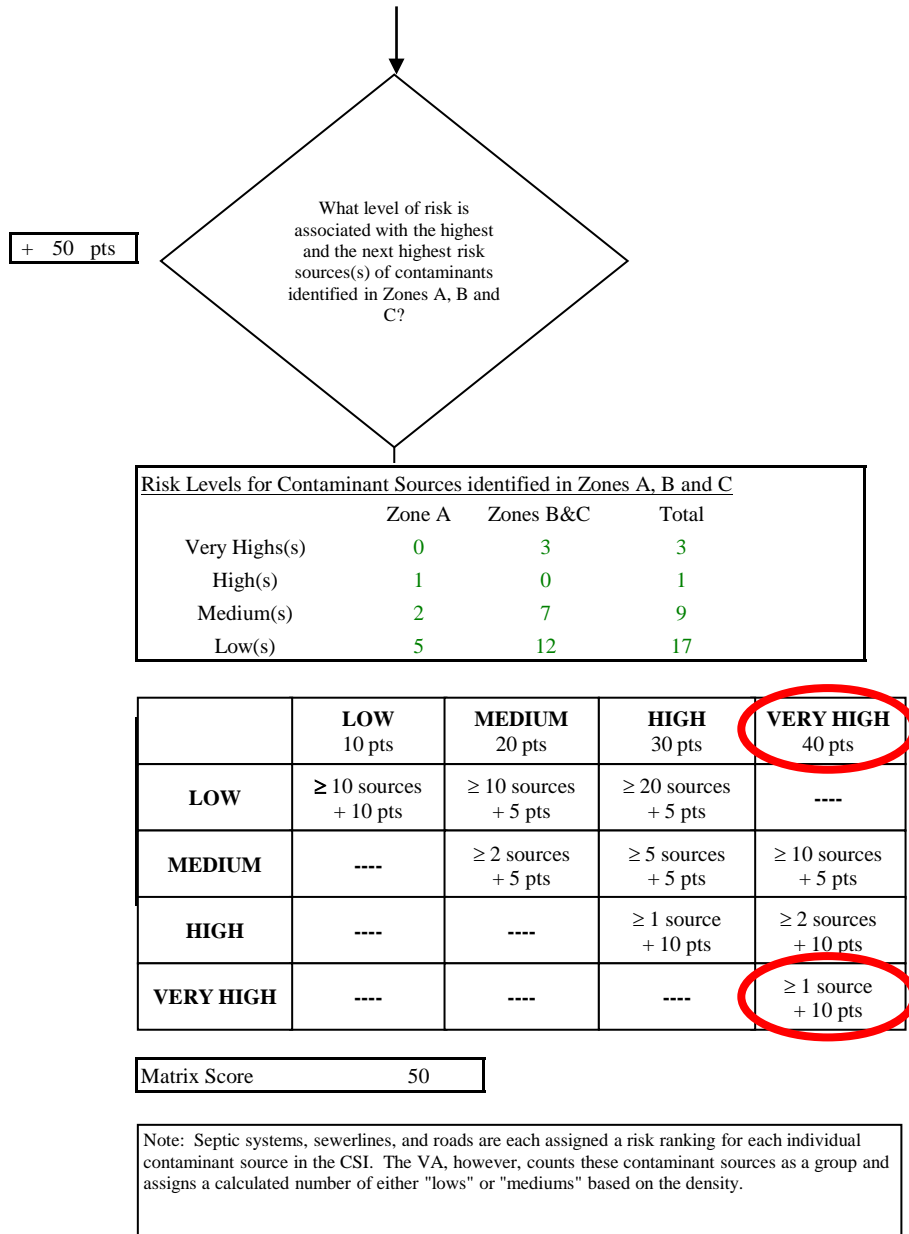 What level of risk is
associated with the highest
and the next highest risk
sources(s) of contaminants
identified in Zones A, B and
C?
+ 50 pts
Risk Levels for Contaminant Sources identified in Zones A, B and C
Zone A Zones B&C Total
Very Highs(s) 0 3 3
High(s) 1 0 1
Medium(s) 2 7 9
Low(s) 5 12 17
LOW MEDIUM HIGH VERY HIGH
10 pts 20 pts 30 pts 40 pts
LOW ≥ 10 sources ≥ 10 sources ≥ 20 sources ----
+ 10 pts + 5 pts + 5 pts
MEDIUM ---- ≥ 2 sources ≥ 5 sources ≥ 10 sources
+ 5 pts + 5 pts + 5 pts
HIGH ---- ---- ≥ 1 source ≥ 2 sources
+ 10 pts + 10 pts
VERY HIGH ---- ---- ---- ≥ 1 source
+ 10 pts
Matrix Score 50
Note: Septic systems, sewerlines, and roads are each assigned a risk ranking for each individual
contaminant source in the CSI. The VA, however, counts these contaminant sources as a group and
assigns a calculated number of either "lows" or "mediums" based on the density.